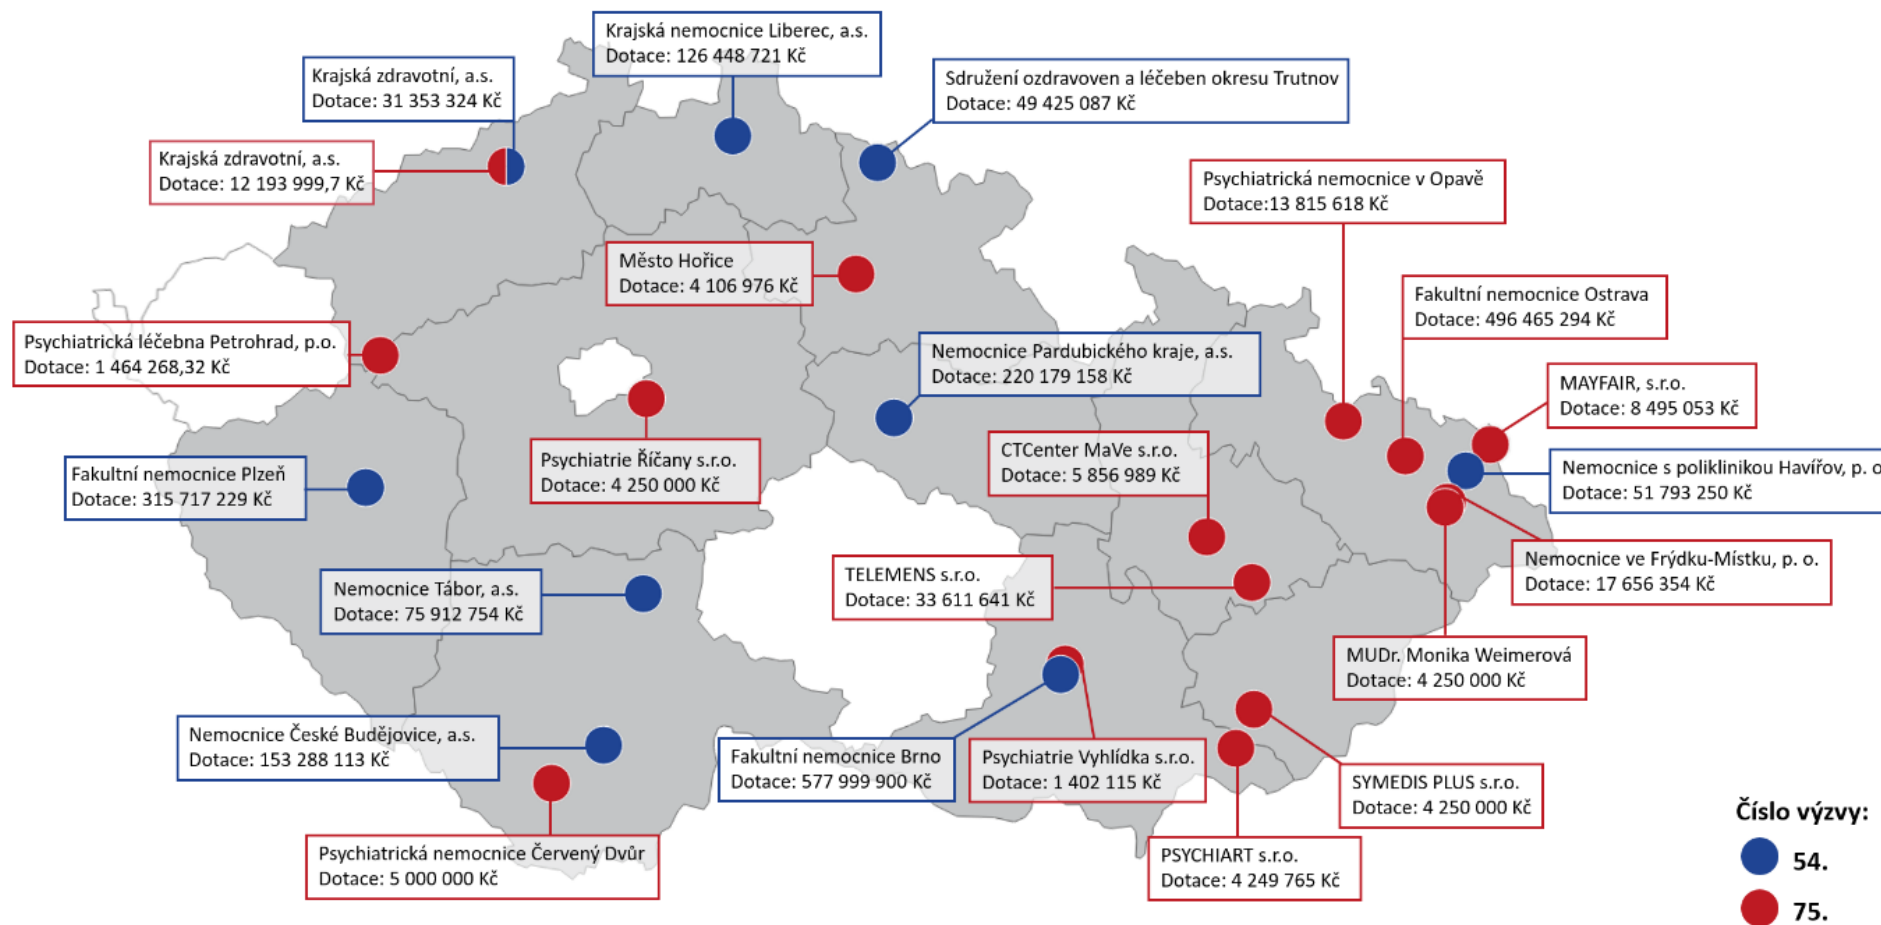 Krajská nemocnice Liberec, a.s.
Dotace: 126 448 721 Kč
Krajská zdravotní, a.s.
Dotace: 31 353 324 Kč
Sdružení ozdravoven a léčeben okresu Trutnov
Dotace: 49 425 087 Kč
Krajská zdravotní, a.s.
Dotace: 12 193 999,7 Kč
Psychiatrická nemocnice v Opavě
Dotace:13 815 618 Kč
Město Hořice
Dotace: 4 106 976 Kč
Fakultní nemocnice Ostrava
Dotace: 496 465 294 Kč
Psychiatrická léčebna Petrohrad, p.o.
Dotace: 1 464 268,32 Kč
Nemocnice Pardubického kraje, a.s.
Dotace: 220 179 158 Kč
MAYFAIR, s.r.o.
Dotace: 8 495 053 Kč
Fakultní nemocnice Plzeň
Dotace: 315 717 229 Kč
Psychiatrie Říčany s.r.o.
Dotace: 4 250 000 Kč
CTCenter MaVe s.r.o.
Dotace: 5 856 989 Kč
Nemocnice s poliklinikou Havířov, p. o
Dotace: 51 793 250 Kč
Nemocnice Tábor, a.s.
Dotace: 75 912 754 Kč
TELEMENS s.r.o.
Dotace: 33 611 641 Kč
Nemocnice ve Frýdku-Místku, p. o.
Dotace: 17 656 354 Kč
MUDr. Monika Weimerová
Dotace: 4 250 000 Kč
Nemocnice České Budějovice, a.s.
Dotace: 153 288 113 Kč
Fakultní nemocnice Brno
Dotace: 577 999 900 Kč
Psychiatrie Vyhlídka s.r.o.
Dotace: 1 402 115 Kč
SYMEDIS PLUS s.r.o.
Dotace: 4 250 000 Kč
Psychiatrická nemocnice Červený Dvůr
Dotace: 5 000 000 Kč
PSYCHIART s.r.o.
Dotace: 4 249 765 Kč
Číslo výzvy:
54.
75.